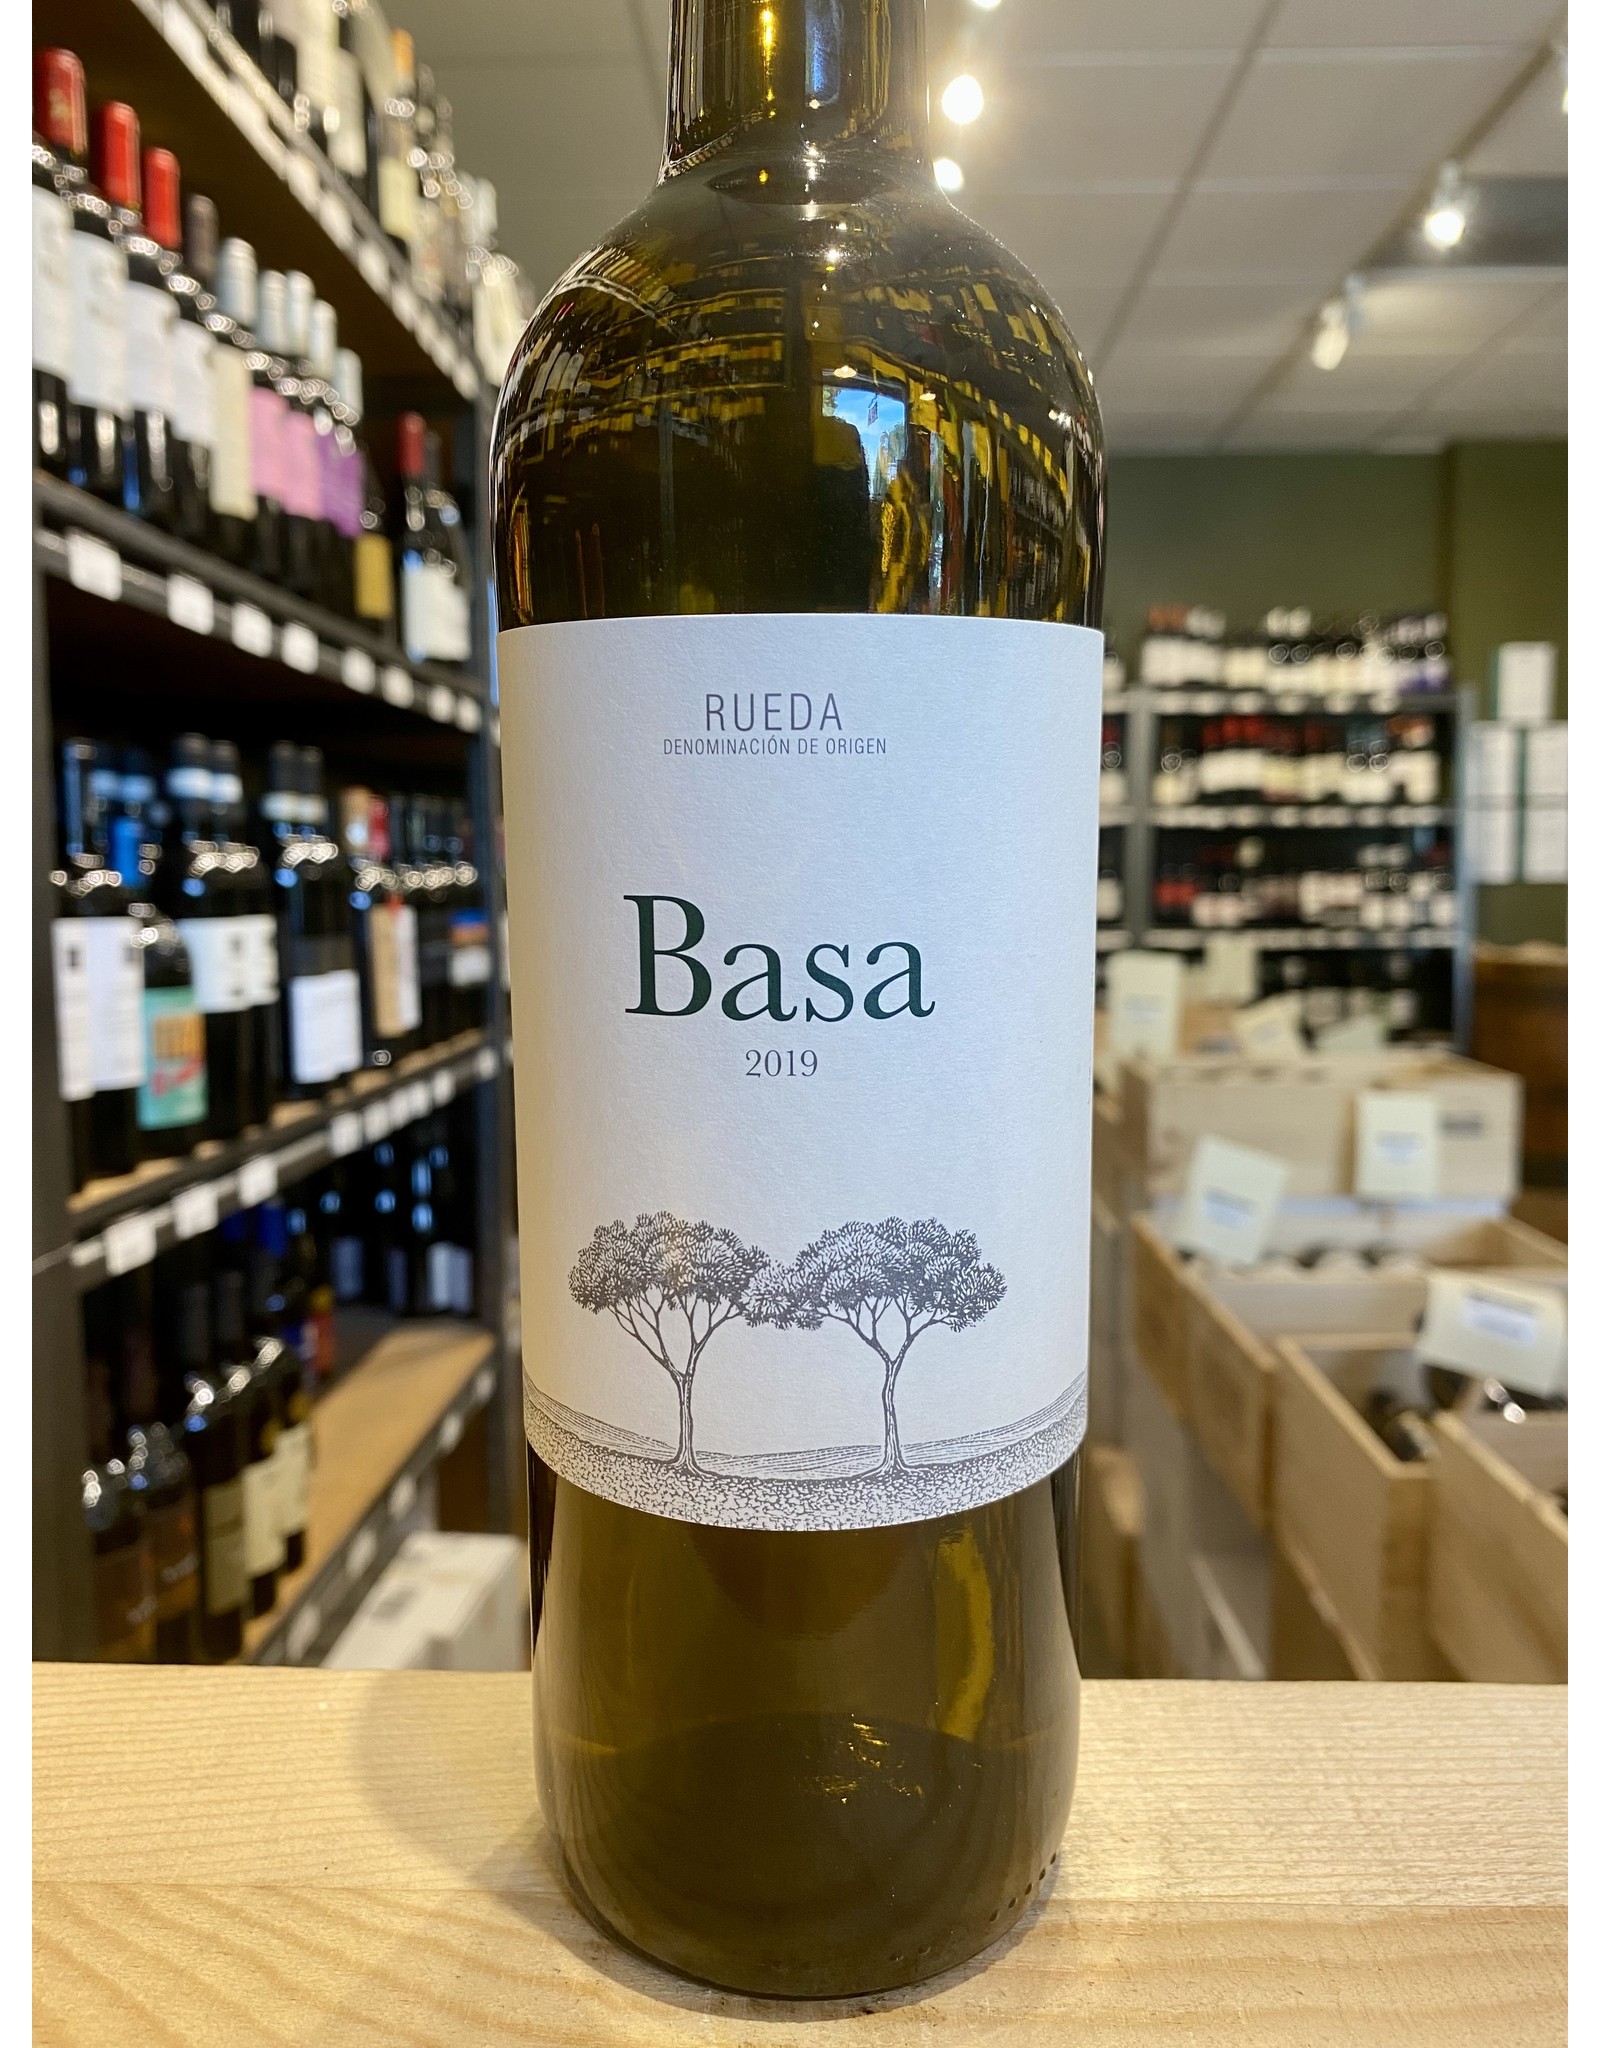 RUEDA
DENOMINACIÓN DE ORIGEN
Basa
2019